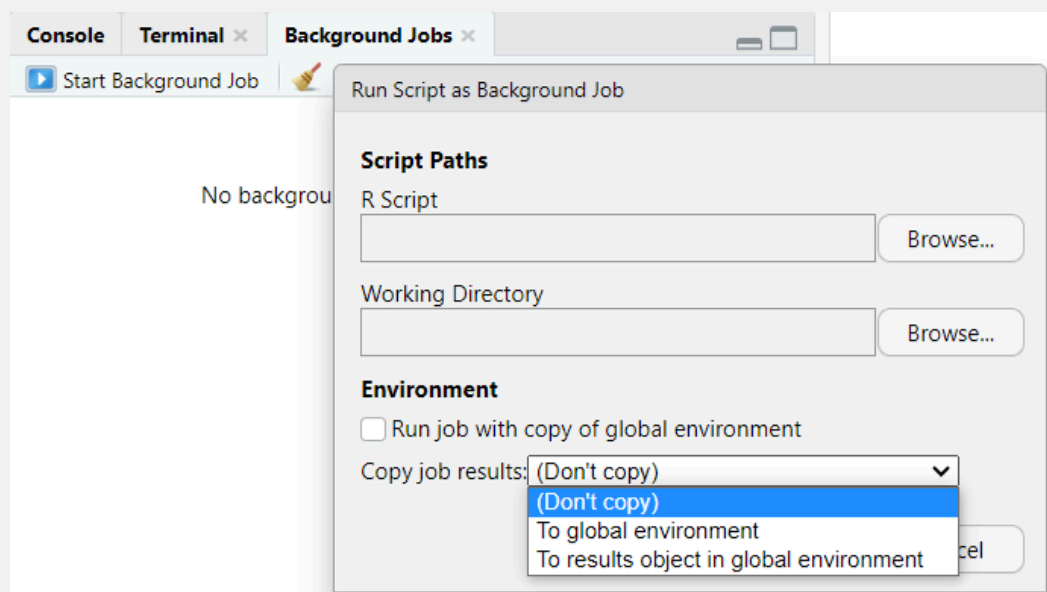 Console Terminal Background Jobs
Start Background Job
Run Script as Background Job
Script Paths
No backgrou
R Script
Browse...
Working Directory
Browse...
Environment
Run job with copy of global environment
Copy job results: (Don't copy)
(Don't copy)
To global environment
To results object in global environment
cel